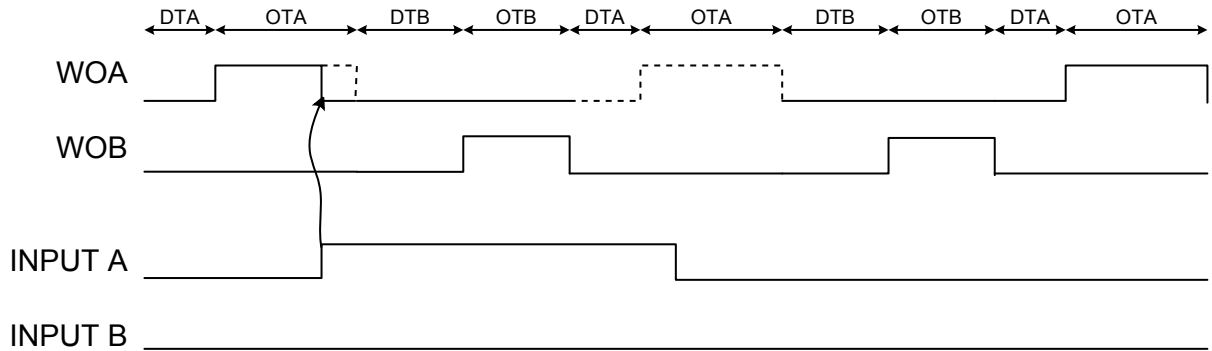 DTA OTA DTB OTB DTA OTA DTB OTB DTA OTA
WOA
WOB
INPUT A
INPUT B